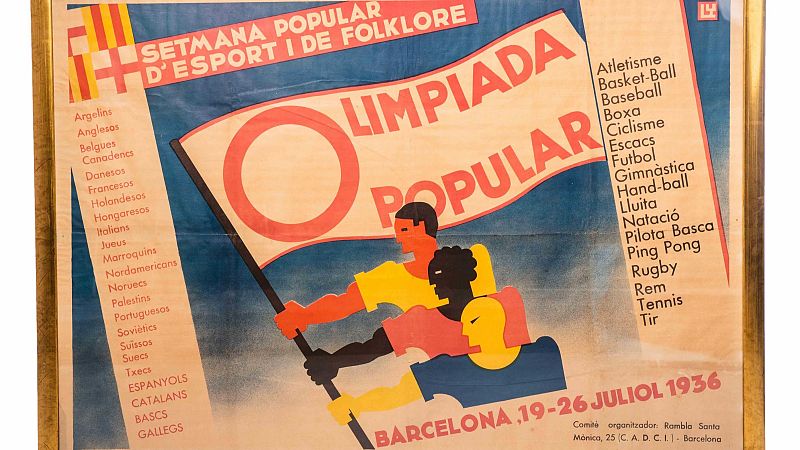 SETMANA POPULAR
D'ESPORT I DE FOLKLORE
OLIMPIADA
POPULAR
Argelins
Anglesos
Belgues
Canadencs
Danesos
Francesos
Holandesos
Hongaresos
Italians
Jueus
Marroquins
Nordamericans
Noruecs
Palestins
Portuguesos
Soviètics
Suïssos
Suecs
Txecs
ESPANYOLS
CATALANS
BASCS
GALLEGS
Atletisme
Basket-Ball
Baseball
Boxa
Ciclisme
Escacs
Futbol
Gimnàstica
Hand-ball
Lluita
Natació
Pilota Basca
Ping Pong
Rugby
Rem
Tennis
Tir
BARCELONA, 19-26 JULIOL 1936
Comitè organitzador: Rambla Santa
Mònica, 25 (C. A. D. C. I.) - Barcelona